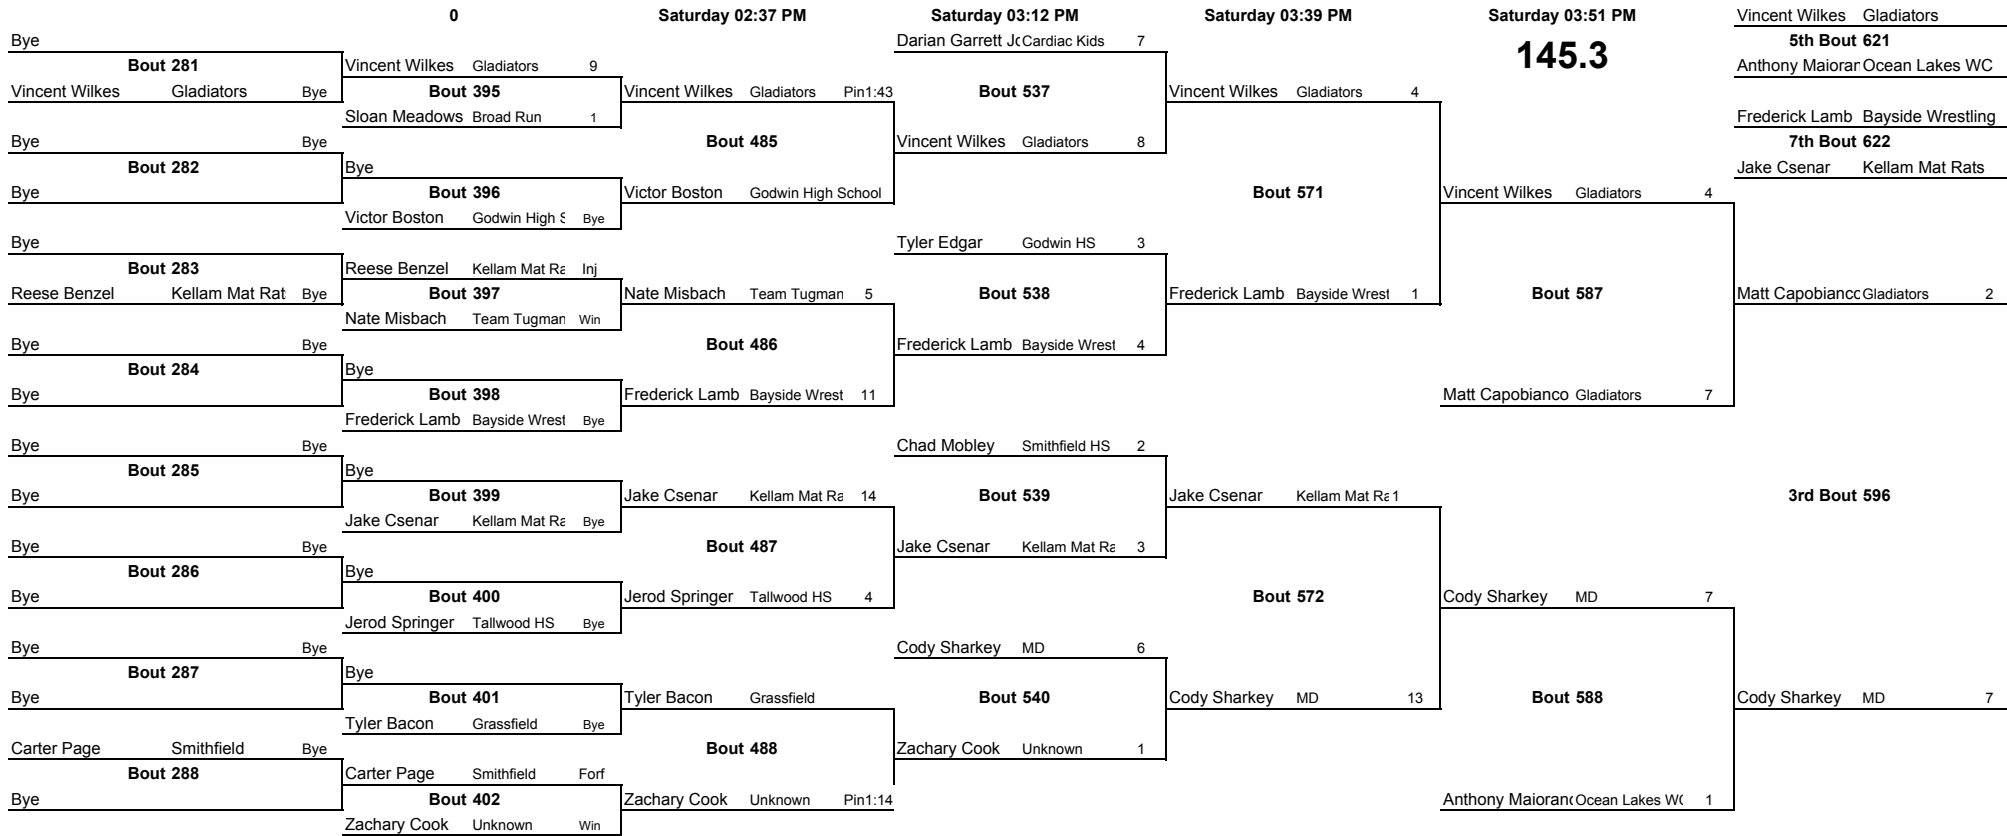 0 Saturday 02:37 PM Saturday 03:12 PM Saturday 03:39 PM Saturday 03:51 PM Vincent Wilkes Gladiators
Bye Darian Garrett Jo Cardiac Kids 7 145.3 5th Bout 621
Bout 281 Vincent Wilkes Gladiators 9 Anthony Maioran Ocean Lakes WC
Vincent Wilkes Gladiators Bye Bout 395 Vincent Wilkes Gladiators Pin1:43 Bout 537 Vincent Wilkes Gladiators 4
Sloan Meadows Broad Run 1 Frederick Lamb Bayside Wrestling
Bye Bye Bout 485 Vincent Wilkes Gladiators 8 7th Bout 622
Bout 282 Bye Jake Csenar Kellam Mat Rats
Bye Bout 396 Victor Boston Godwin High School Bout 571 Vincent Wilkes Gladiators 4
Victor Boston Godwin High S Bye
Bye Tyler Edgar Godwin HS 3
Bout 283 Reese Benzel Kellam Mat Ra Inj
Reese Benzel Kellam Mat Rat Bye Bout 397 Nate Misbach Team Tugman 5 Bout 538 Frederick Lamb Bayside Wrest 1 Bout 587 Matt Capobianco Gladiators 2
Nate Misbach Team Tugman Win
Bye Bye Bout 486 Frederick Lamb Bayside Wrest 4
Bout 284 Bye
Bye Bout 398 Frederick Lamb Bayside Wrest 11 Matt Capobianco Gladiators 7
Frederick Lamb Bayside Wrest Bye
Bye Bye Chad Mobley Smithfield HS 2
Bout 285 Bye
Bye Bout 399 Jake Csenar Kellam Mat Ra 14 Bout 539 Jake Csenar Kellam Mat Ra 1 3rd Bout 596
Jake Csenar Kellam Mat Ra Bye
Bye Bye Bout 487 Jake Csenar Kellam Mat Ra 3
Bout 286 Bye
Bye Bout 400 Jerod Springer Tallwood HS 4 Bout 572 Cody Sharkey MD 7
Jerod Springer Tallwood HS Bye
Bye Bye Cody Sharkey MD 6
Bout 287 Bye
Bye Bout 401 Tyler Bacon Grassfield Bout 540 Cody Sharkey MD 13 Bout 588 Cody Sharkey MD 7
Tyler Bacon Grassfield Bye
Carter Page Smithfield Bye Bout 488 Zachary Cook Unknown 1
Bout 288 Carter Page Smithfield Forf
Bye Bout 402 Zachary Cook Unknown Pin1:14 Anthony Maioran Ocean Lakes WC 1
Zachary Cook Unknown Win